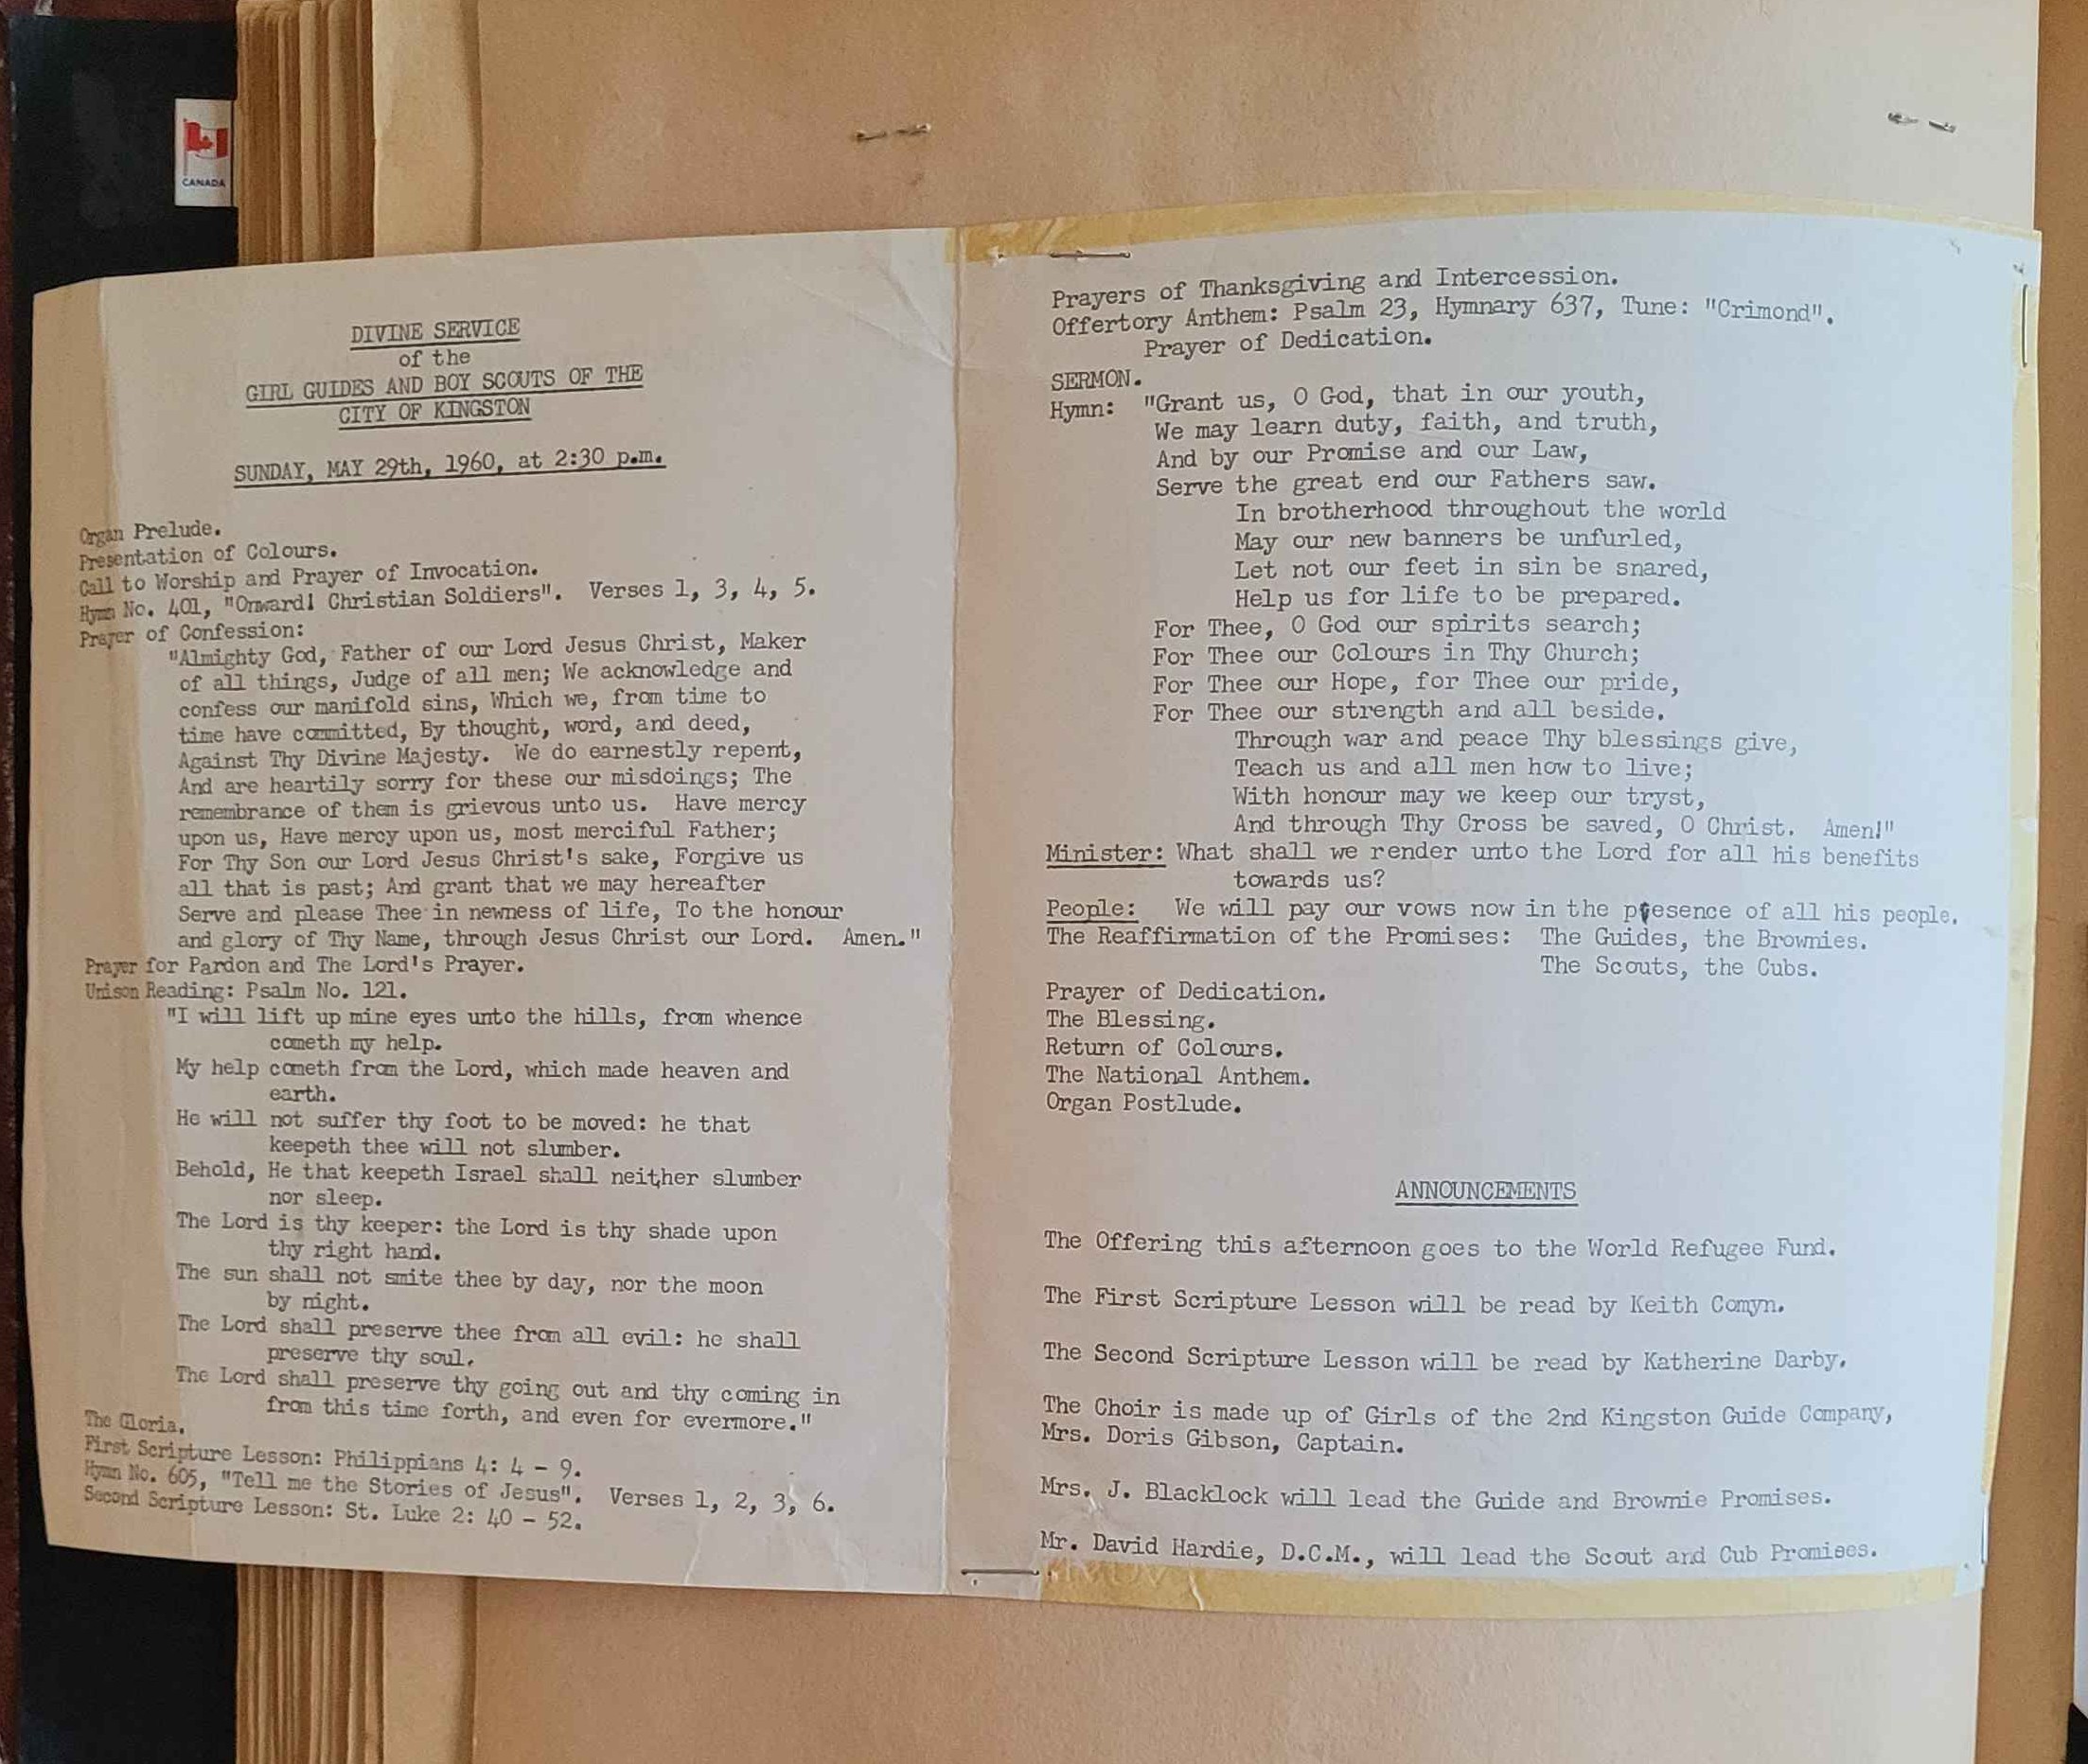 CANADA
DIVINE SERVICE
of the
GIRL GUIDES AND BOY SCOUTS OF THE
CITY OF KINGSTON
SUNDAY, MAY 29th, 1960, at 2:30 p.m.
Organ Prelude.
Presentation of Colours.
Call to Worship and Prayer of Invocation.
Hymn No. 401, "Onward! Christian Soldiers". Verses 1, 3, 4, 5.
Prayer of Confession:
"Almighty God, Father of our Lord Jesus Christ, Maker
of all things, Judge of all men; We acknowledge and
confess our manifold sins, Which we, from time to
time have committed, By thought, word, and deed,
Against Thy Divine Majesty. We do earnestly repent,
And are heartily sorry for these our misdoings; The
remembrance of them is grievous unto us. Have mercy
upon us, Have mercy upon us, most merciful Father;
For Thy Son our Lord Jesus Christ's sake, Forgive us
all that is past; And grant that we may hereafter
Serve and please Thee in newness of life, To the honour
and glory of Thy Name, through Jesus Christ our Lord. Amen."
Prayer for Pardon and The Lord's Prayer.
Unison Reading: Psalm No. 121.
"I will lift up mine eyes unto the hills, from whence
cometh my help.
My help cometh from the Lord, which made heaven and
earth.
He will not suffer thy foot to be moved: he that
keepeth thee will not slumber.
Behold, He that keepeth Israel shall neither slumber
nor sleep.
The Lord is thy keeper: the Lord is thy shade upon
thy right hand.
The sun shall not smite thee by day, nor the moon
by night.
The Lord shall preserve thee from all evil: he shall
preserve thy soul.
The Lord shall preserve thy going out and thy coming in
from this time forth, and even for evermore."
The Gloria.
First Scripture Lesson: Philippians 4: 4 - 9.
Hymn No. 605, "Tell me the Stories of Jesus". Verses 1, 2, 3, 6.
Second Scripture Lesson: St. Luke 2: 40 - 52.
Prayers of Thanksgiving and Intercession.
Offertory Anthem: Psalm 23, Hymnary 637, Tune: "Crimond".
Prayer of Dedication.
SERMON.
Hymn: "Grant us, O God, that in our youth,
We may learn duty, faith, and truth,
And by our Promise and our Law,
Serve the great end our Fathers saw.
In brotherhood throughout the world
May our new banners be unfurled,
Let not our feet in sin be snared,
Help us for life to be prepared.
For Thee, O God our spirits search;
For Thee our Colours in Thy Church;
For Thee our Hope, for Thee our pride,
For Thee our strength and all beside.
Through war and peace Thy blessings give,
Teach us and all men how to live;
With honour may we keep our tryst,
And through Thy Cross be saved, O Christ. Amen!"
Minister: What shall we render unto the Lord for all his benefits
towards us?
People: We will pay our vows now in the presence of all his people.
The Reaffirmation of the Promises: The Guides, the Brownies.
The Scouts, the Cubs.
Prayer of Dedication.
The Blessing.
Return of Colours.
The National Anthem.
Organ Postlude.
ANNOUNCEMENTS
The Offering this afternoon goes to the World Refugee Fund.
The First Scripture Lesson will be read by Keith Comyn.
The Second Scripture Lesson will be read by Katherine Darby.
The Choir is made up of Girls of the 2nd Kingston Guide Company,
Mrs. Doris Gibson, Captain.
Mrs. J. Blacklock will lead the Guide and Brownie Promises.
Mr. David Hardie, D.C.M., will lead the Scout and Cub Promises.